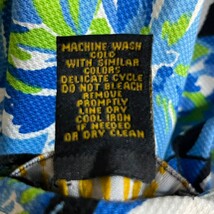 MACHINE WASH
COLD
WITH SIMILAR
COLORS
DELICATE CYCLE
DO NOT BLEACH
REMOVE
PROMPTLY
LINE DRY
COOL IRON
IF NEEDED
OR DRY CLEAN